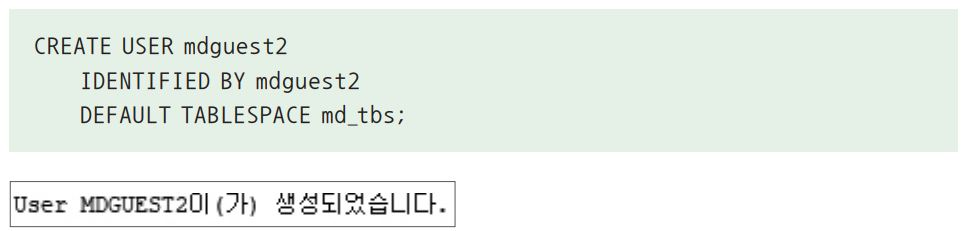 CREATE USER mdguest2
IDENTIFIED BY mdguest2
DEFAULT TABLESPACE md_tbs;
User MDGUEST2이(가) 생성되었습니다.